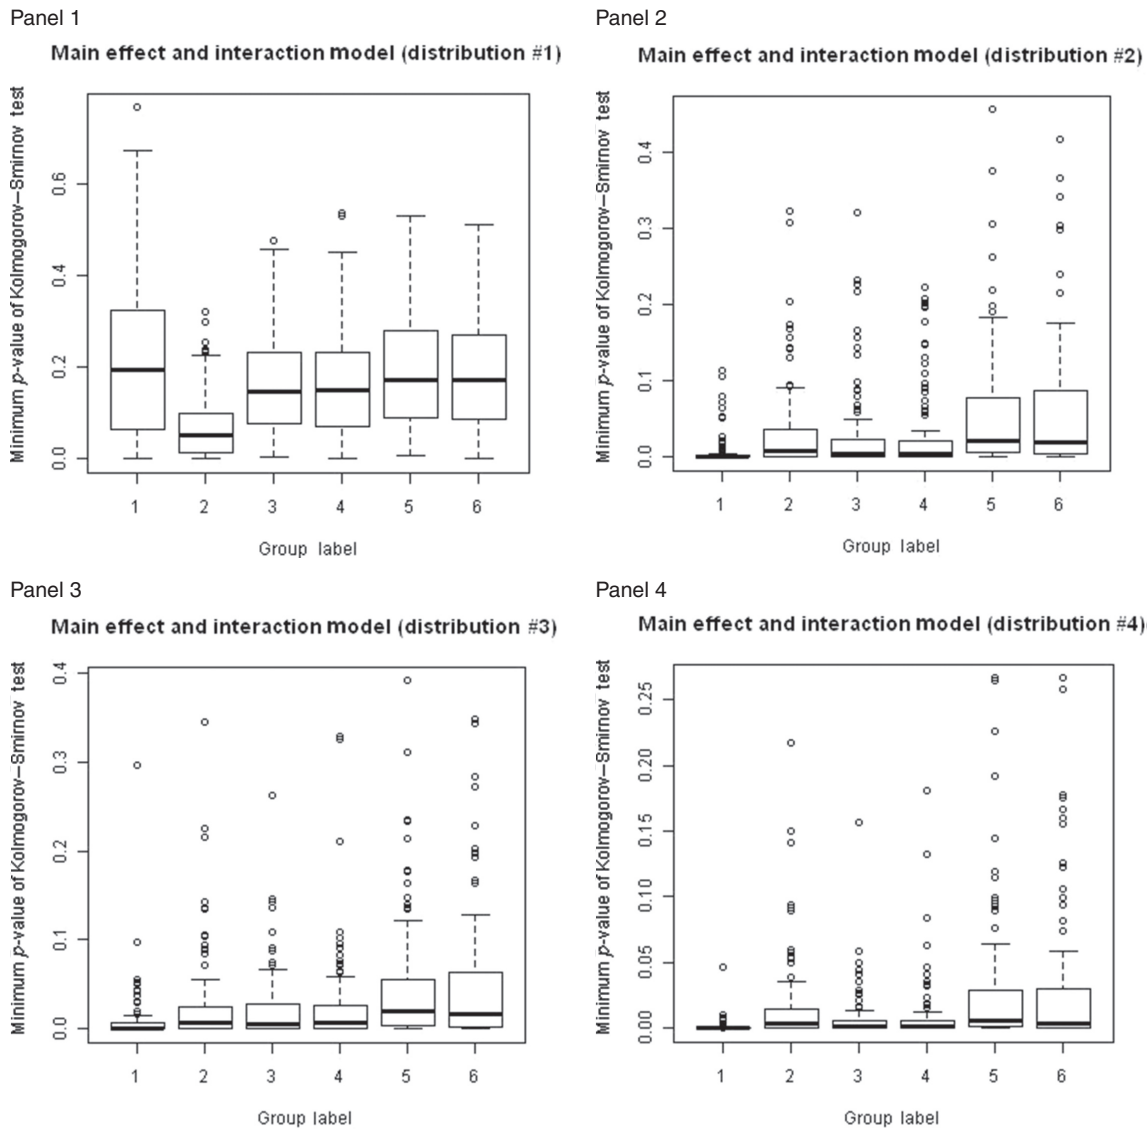 Panel 1
Main effect and interaction model (distribution #1)
Minimum p-value of Kolmogorov–Smirnov test
0.6
0.4
0.2
0.0
1 2 3 4 5 6
Group label
Panel 2
Main effect and interaction model (distribution #2)
Minimum p-value of Kolmogorov–Smirnov test
0.4
0.3
0.2
0.1
0.0
1 2 3 4 5 6
Group label
Panel 3
Main effect and interaction model (distribution #3)
Minimum p-value of Kolmogorov–Smirnov test
0.4
0.3
0.2
0.1
0.0
1 2 3 4 5 6
Group label
Panel 4
Main effect and interaction model (distribution #4)
Minimum p-value of Kolmogorov–Smirnov test
0.25
0.20
0.15
0.10
0.05
0.00
1 2 3 4 5 6
Group label